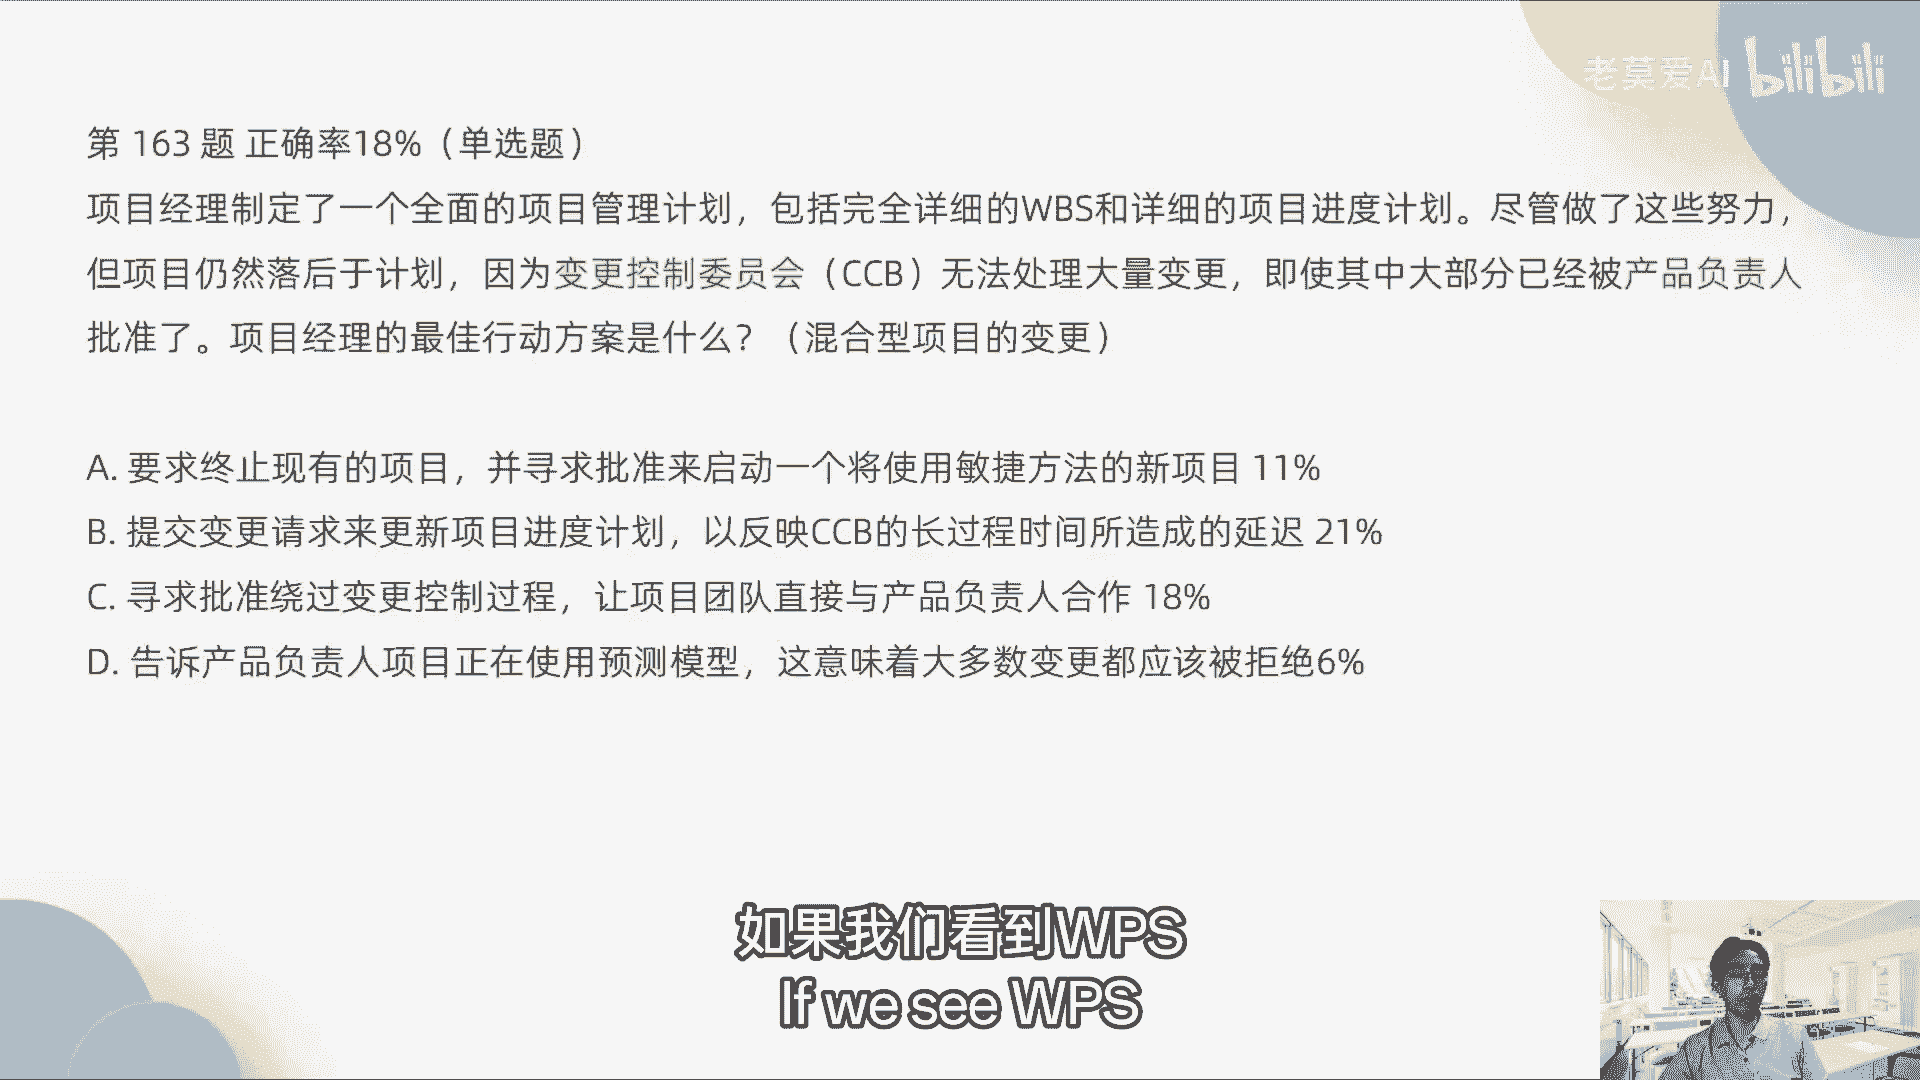 老莫爱AI bilibili
第 163 题 正确率18%（单选题）
项目经理制定了一个全面的项目管理计划，包括完全详细的WBS和详细的项目进度计划。尽管做了这些努力，
但项目仍然落后于计划，因为变更控制委员会（CCB）无法处理大量变更，即使其中大部分已经被产品负责人
批准了。项目经理的最佳行动方案是什么？（混合型项目的变更）
A. 要求终止现有的项目，并寻求批准来启动一个将使用敏捷方法的新项目 11%
B. 提交变更请求来更新项目进度计划，以反映CCB的长过程时间所造成的延迟 21%
C. 寻求批准绕过变更控制过程，让项目团队直接与产品负责人合作 18%
D. 告诉产品负责人项目正在使用预测模型，这意味着大多数变更都应该被拒绝6%
如果我们看到WPS
If we see WPS